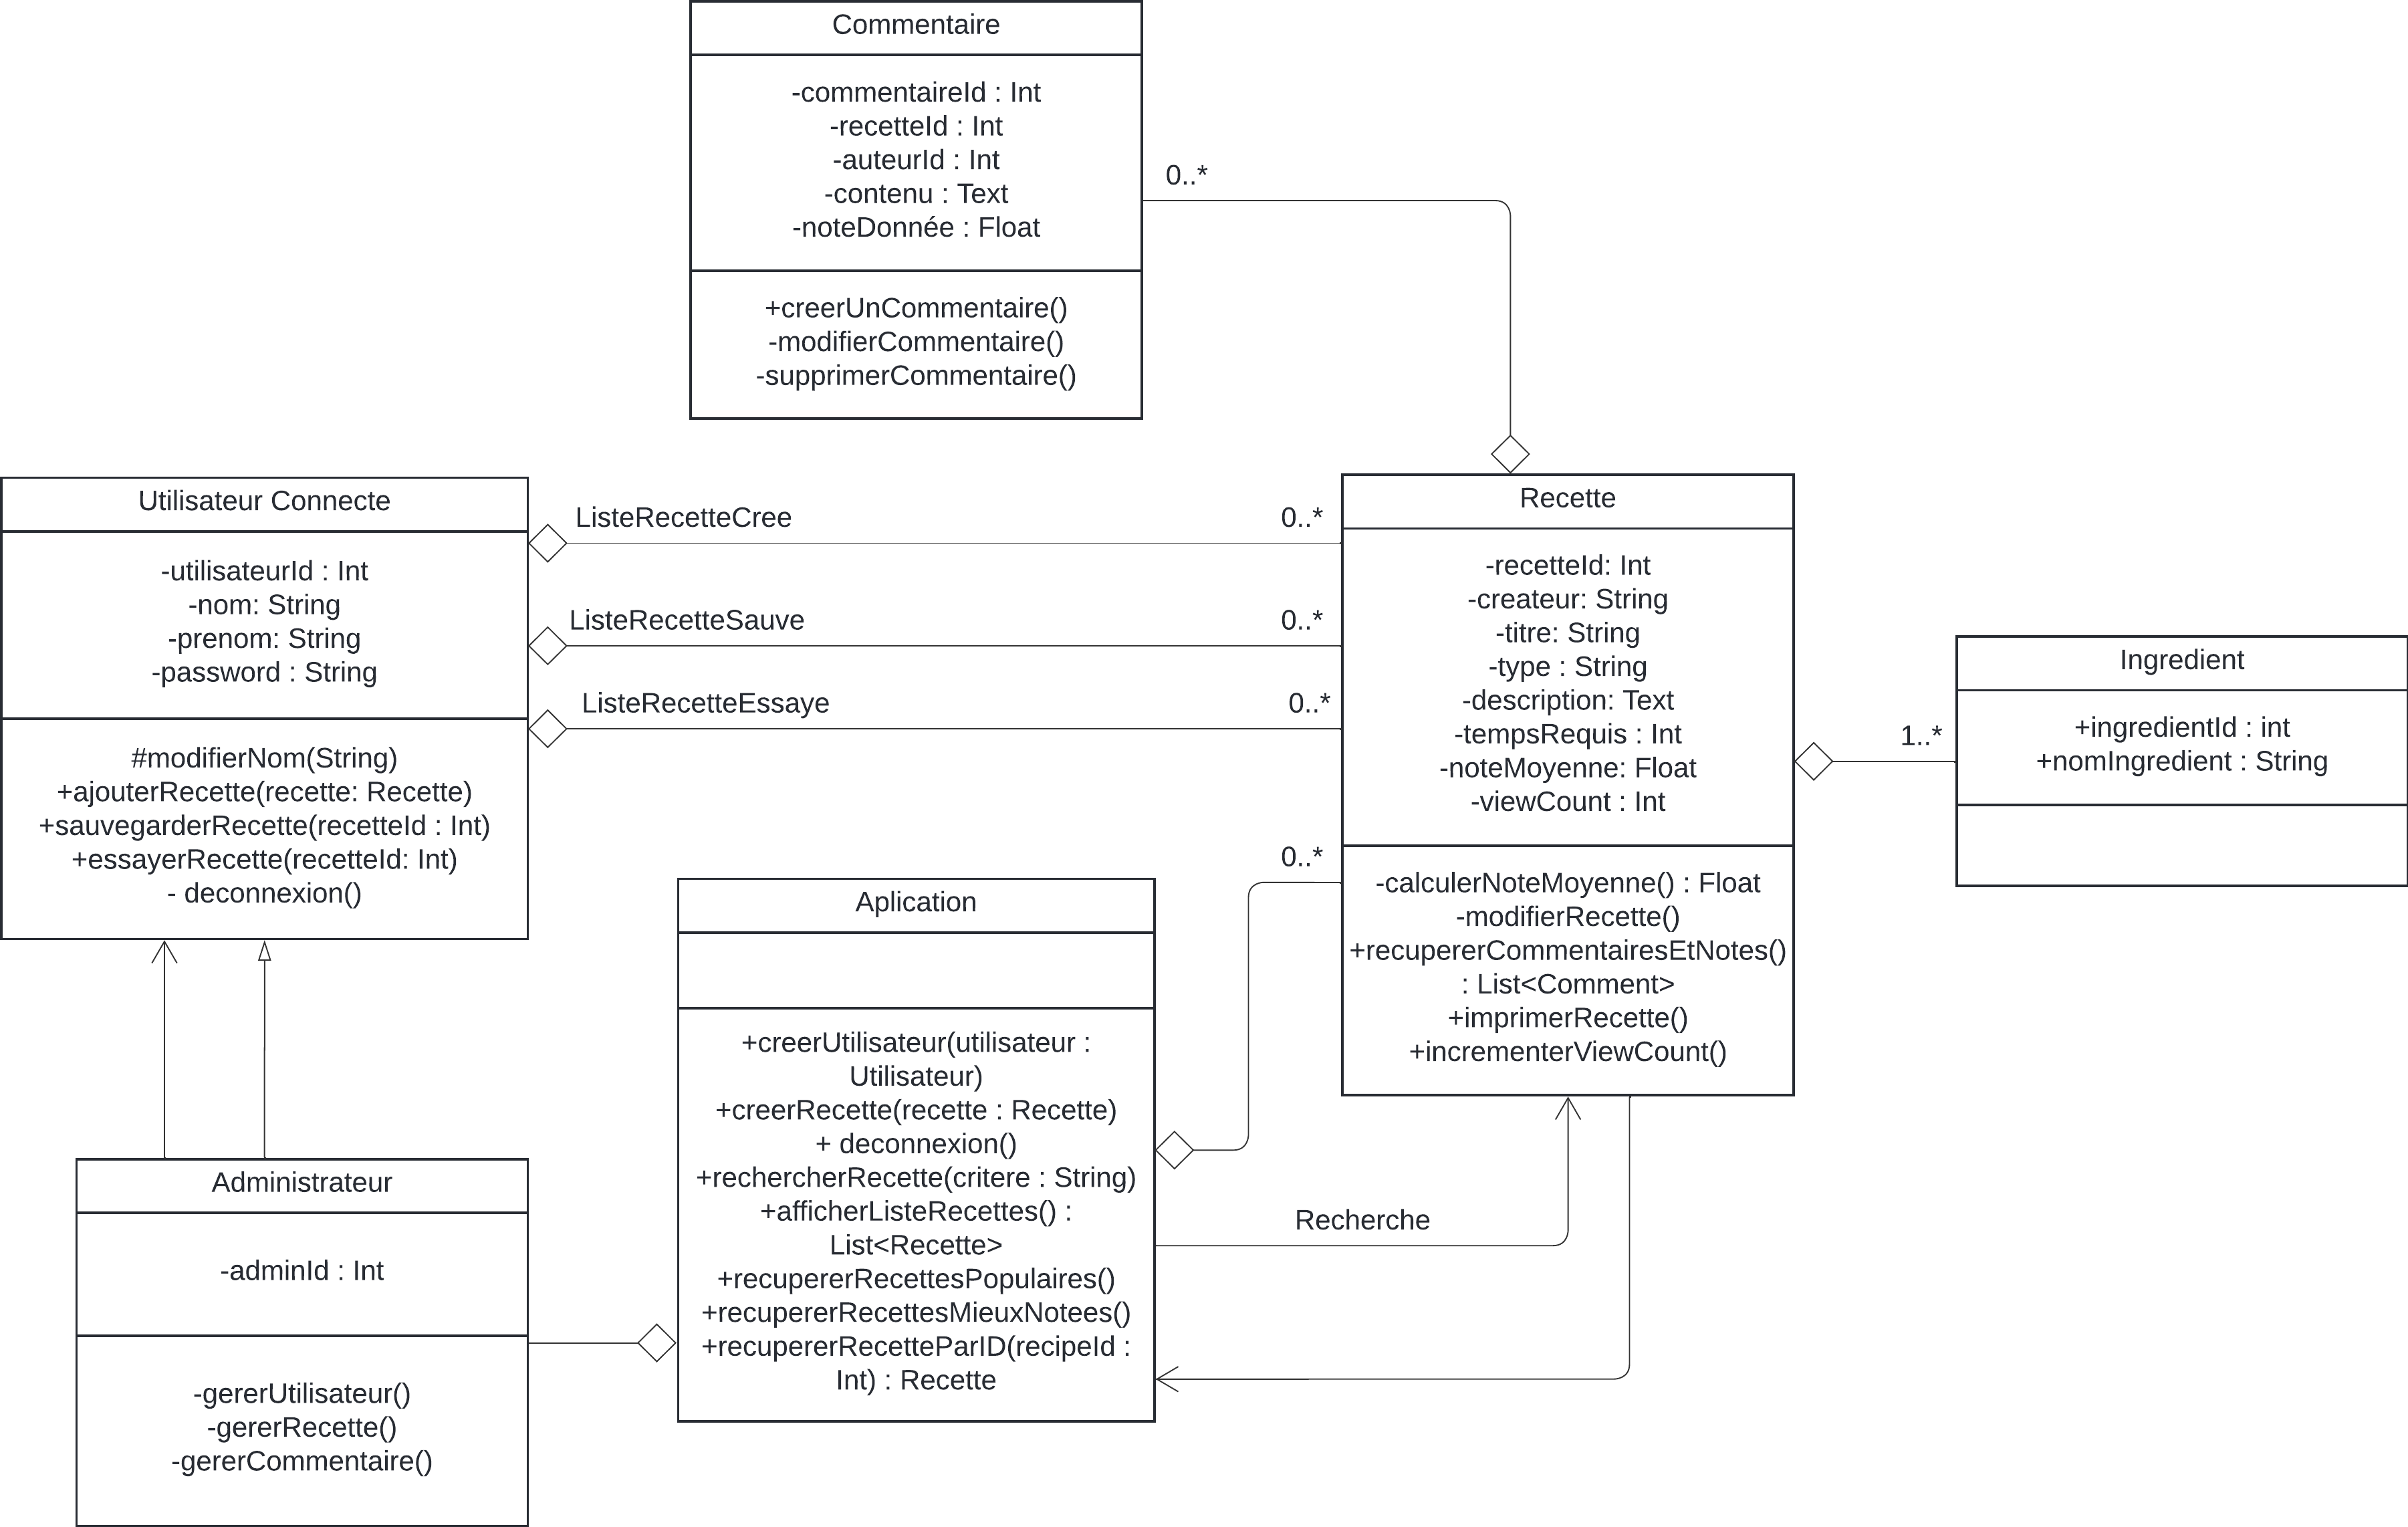 Commentaire
-commentaireId : Int
-recetteId : Int
-auteurId : Int
-contenu : Text
-noteDonnée : Float
+creerUnCommentaire()
-modifierCommentaire()
-supprimerCommentaire()
0..*
Utilisateur Connecte
-utilisateurId : Int
-nom: String
-prenom: String
-password : String
#modifierNom(String)
+ajouterRecette(recette: Recette)
+sauvegarderRecette(recetteId : Int)
+essayerRecette(recetteId: Int)
- deconnexion()
ListeRecetteCree
0..*
ListeRecetteSauve
0..*
ListeRecetteEssaye
0..*
Recette
-recetteId: Int
-createur: String
-titre: String
-type : String
-description: Text
-tempsRequis : Int
-noteMoyenne: Float
-viewCount : Int
-calculerNoteMoyenne() : Float
-modifierRecette()
+recupererCommentairesEtNotes()
: List<Comment>
+imprimerRecette()
+incrementerViewCount()
1..*
Ingredient
+ingredientId : int
+nomIngredient : String
0..*
Aplication
+creerUtilisateur(utilisateur :
Utilisateur)
+creerRecette(recette : Recette)
+ deconnexion()
+rechercherRecette(critere : String)
+afficherListeRecettes() :
List<Recette>
+recupererRecettesPopulaires()
+recupererRecettesMieuxNotees()
+recupererRecetteParID(recipeId :
Int) : Recette
Recherche
Administrateur
-adminId : Int
-gererUtilisateur()
-gererRecette()
-gererCommentaire()